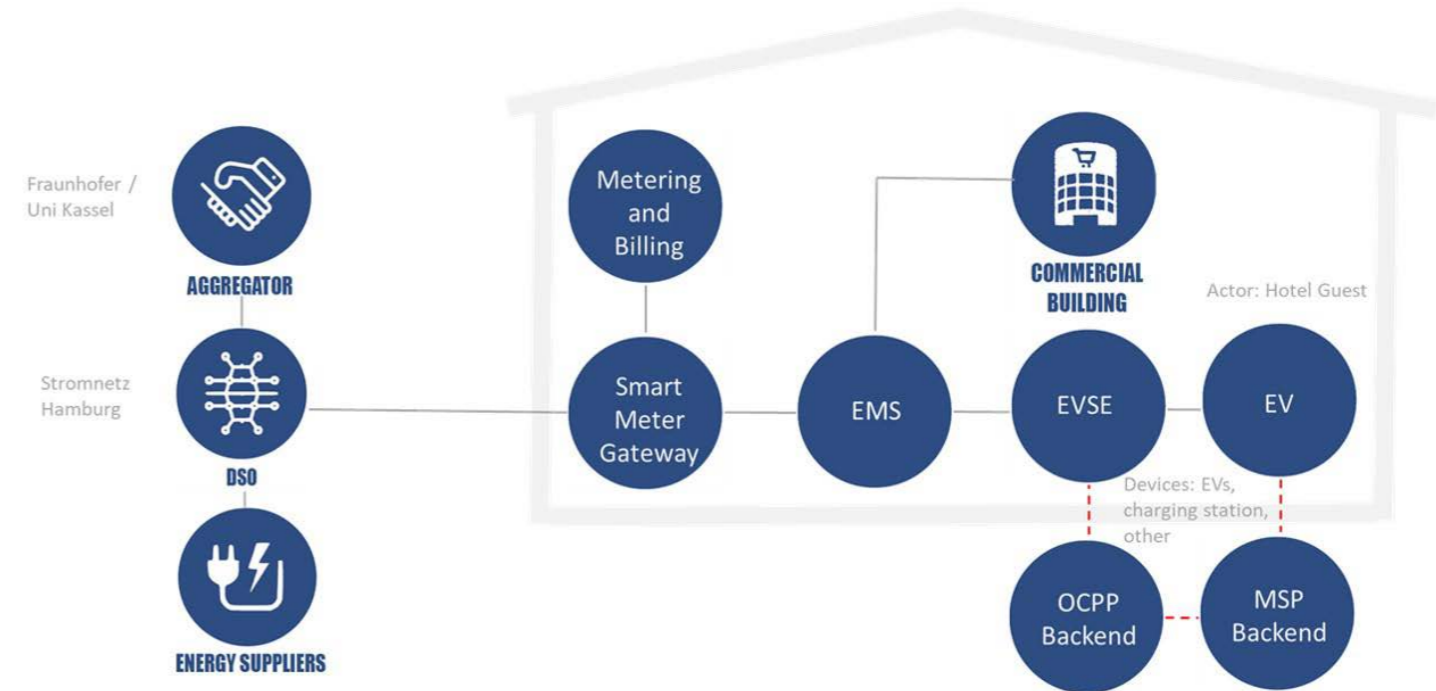 Fraunhofer /
Uni Kassel
AGGREGATOR
Stromnetz
Hamburg
DSO
ENERGY SUPPLIERS
Metering
and
Billing
Smart
Meter
Gateway
EMS
COMMERCIAL
BUILDING
Actor: Hotel Guest
EVSE
EV
Devices: EVs,
charging station,
other
OCPP
Backend
MSP
Backend